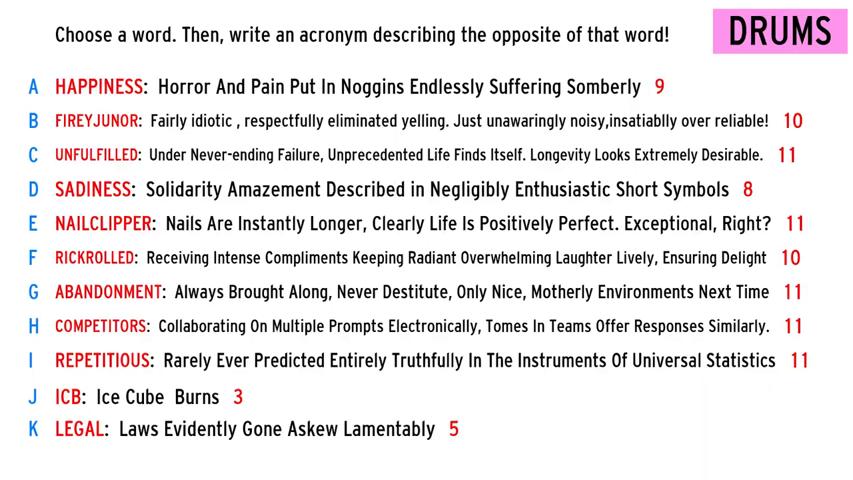 Choose a word. Then, write an acronym describing the opposite of that word!
DRUMS
A HAPPINESS: Horror And Pain Put In Noggins Endlessly Suffering Somberly 9
B FIREYJUNOR: Fairly idiotic , respectfully eliminated yelling. Just unawaringly noisy,insatiablly over reliable! 10
C UNFULFILLED: Under Never-ending Failure, Unprecedented Life Finds Itself. Longevity Looks Extremely Desirable. 11
D SADINESS: Solidarity Amazement Described in Negligibly Enthusiastic Short Symbols 8
E NAILCLIPPER: Nails Are Instantly Longer, Clearly Life Is Positively Perfect. Exceptional, Right? 11
F RICKROLLED: Receiving Intense Compliments Keeping Radiant Overwhelming Laughter Lively, Ensuring Delight 10
G ABANDONMENT: Always Brought Along, Never Destitute, Only Nice, Motherly Environments Next Time 11
H COMPETITORS: Collaborating On Multiple Prompts Electronically, Tomes In Teams Offer Responses Similarly. 11
I REPETITIOUS: Rarely Ever Predicted Entirely Truthfully In The Instruments Of Universal Statistics 11
J ICB: Ice Cube Burns 3
K LEGAL: Laws Evidently Gone Askew Lamentably 5